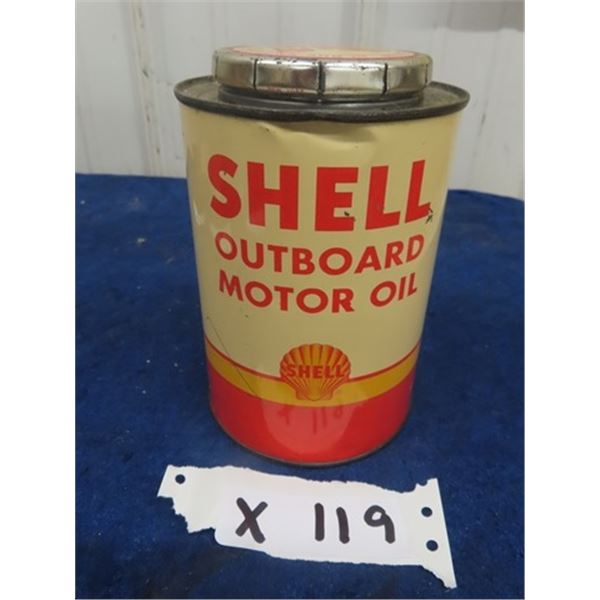 SHELL
OUTBOARD
MOTOR OIL
SHELL
X 119